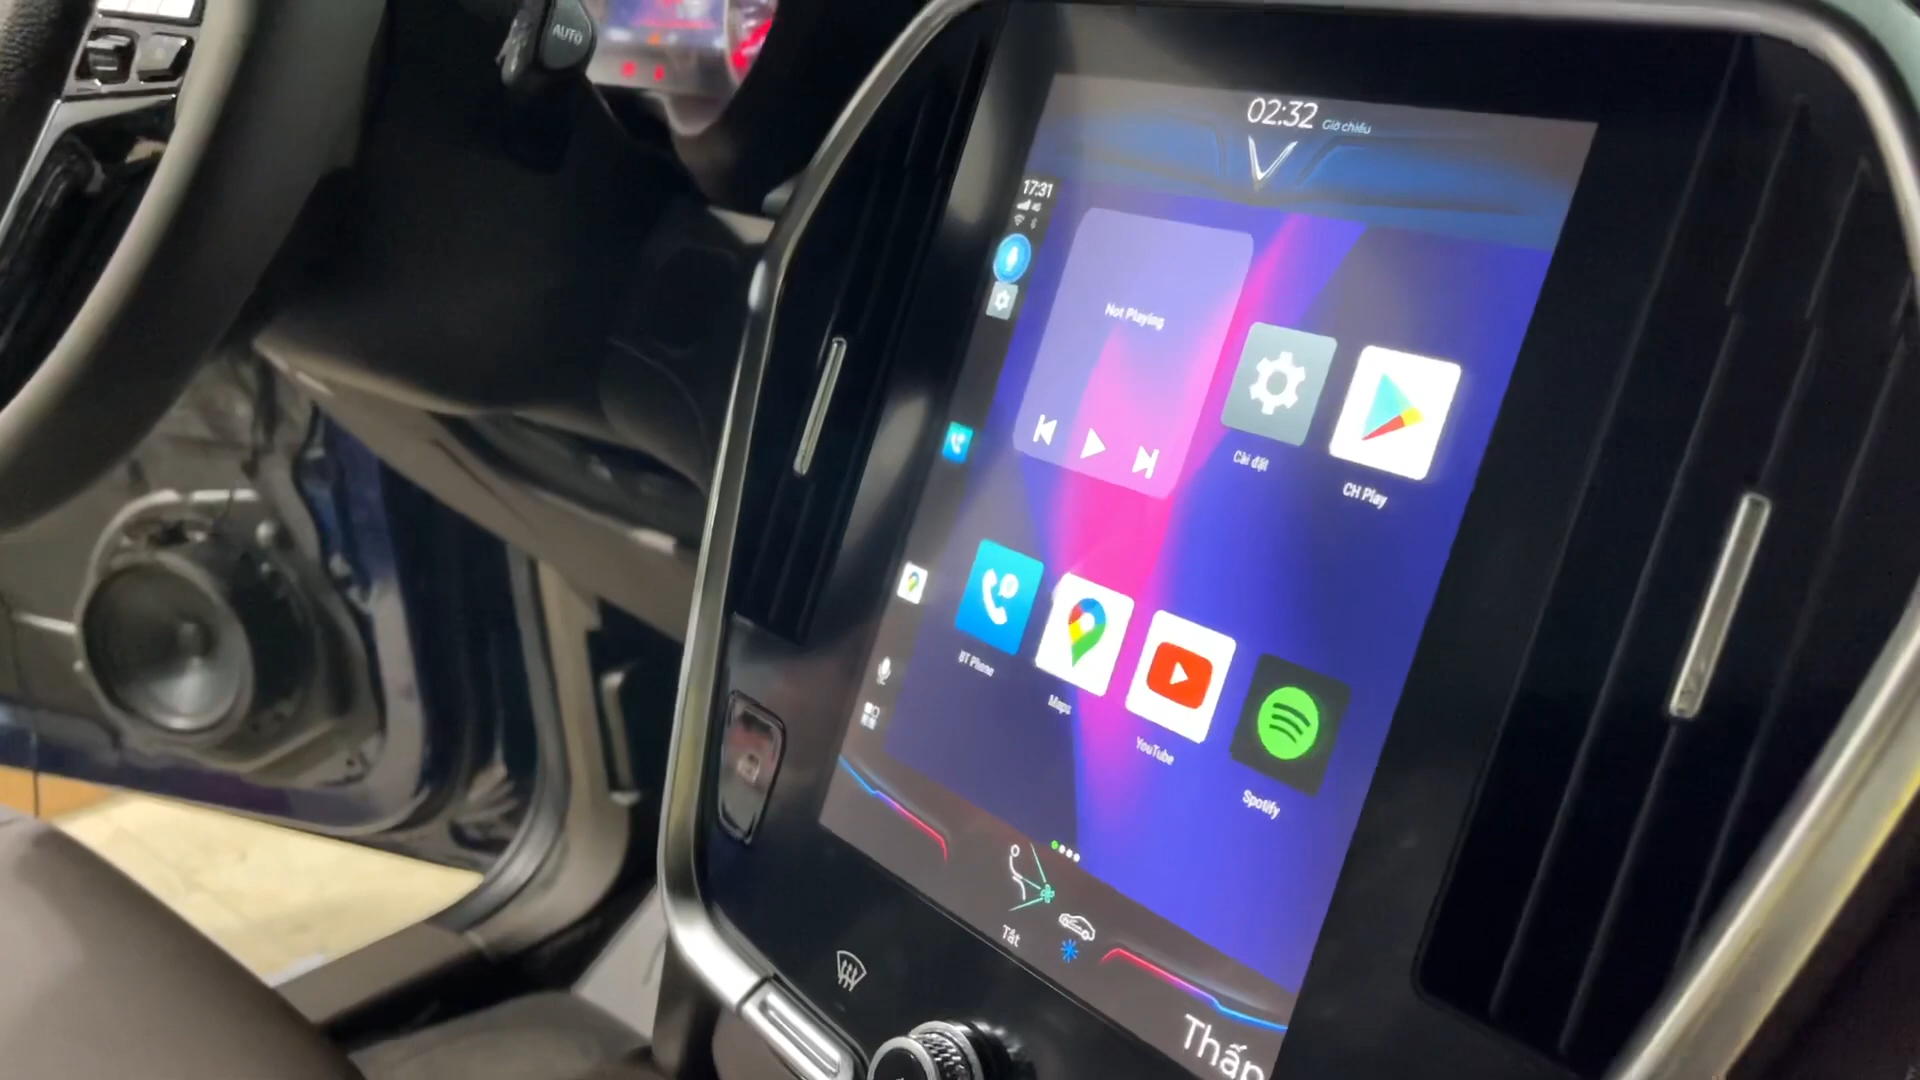 AUTO
02:32 Giờ chiều
17:31
4G
Not Playing
Cài đặt
CH Play
BT Phone
Maps
YouTube
Spotify
Tắt
Thấp